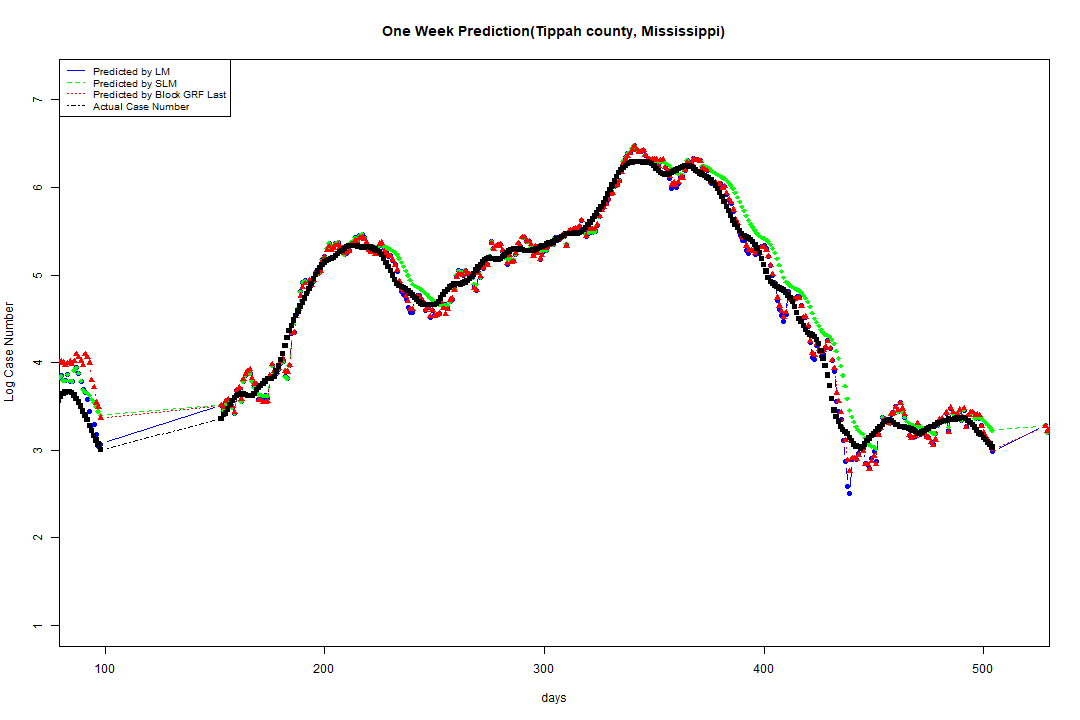 One Week Prediction(Tippah county, Mississippi)
Predicted by LM
Predicted by SLM
Predicted by Block GRF Last
Actual Case Number
7
6
5
4
3
2
1
Log Case Number
100 200 300 400 500
days